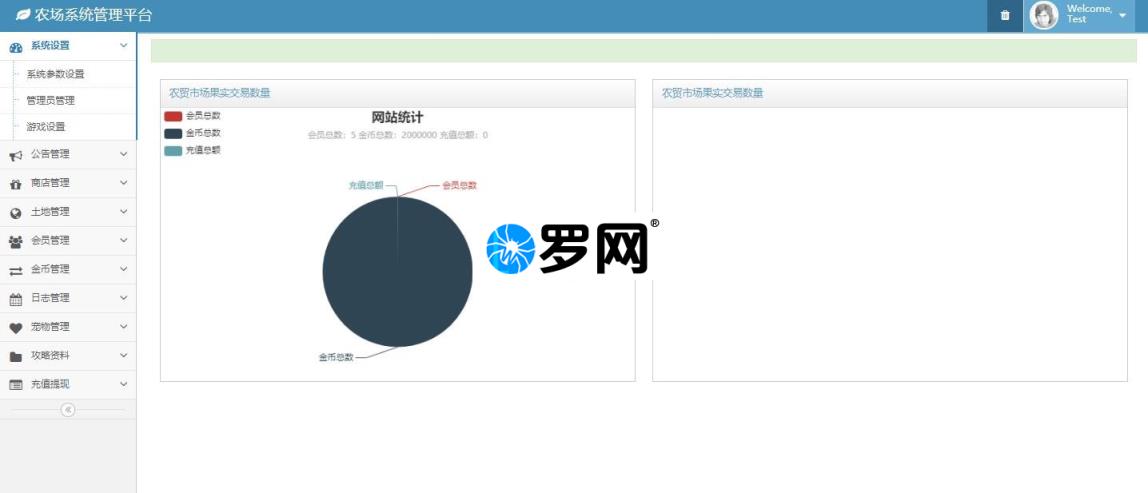 农场系统管理平台
Welcome,
Test
系统设置
系统参数设置
管理员管理
游戏设置
公告管理
商店管理
土地管理
会员管理
金币管理
日志管理
宠物管理
攻略资料
充值提现
农贸市场果实交易数量
会员总数
金币总数
充值总额
网站统计
会员总数：5 金币总数：2000000 充值总额：0
充值总额
会员总数
金币总数
农贸市场果实交易数量
罗网®